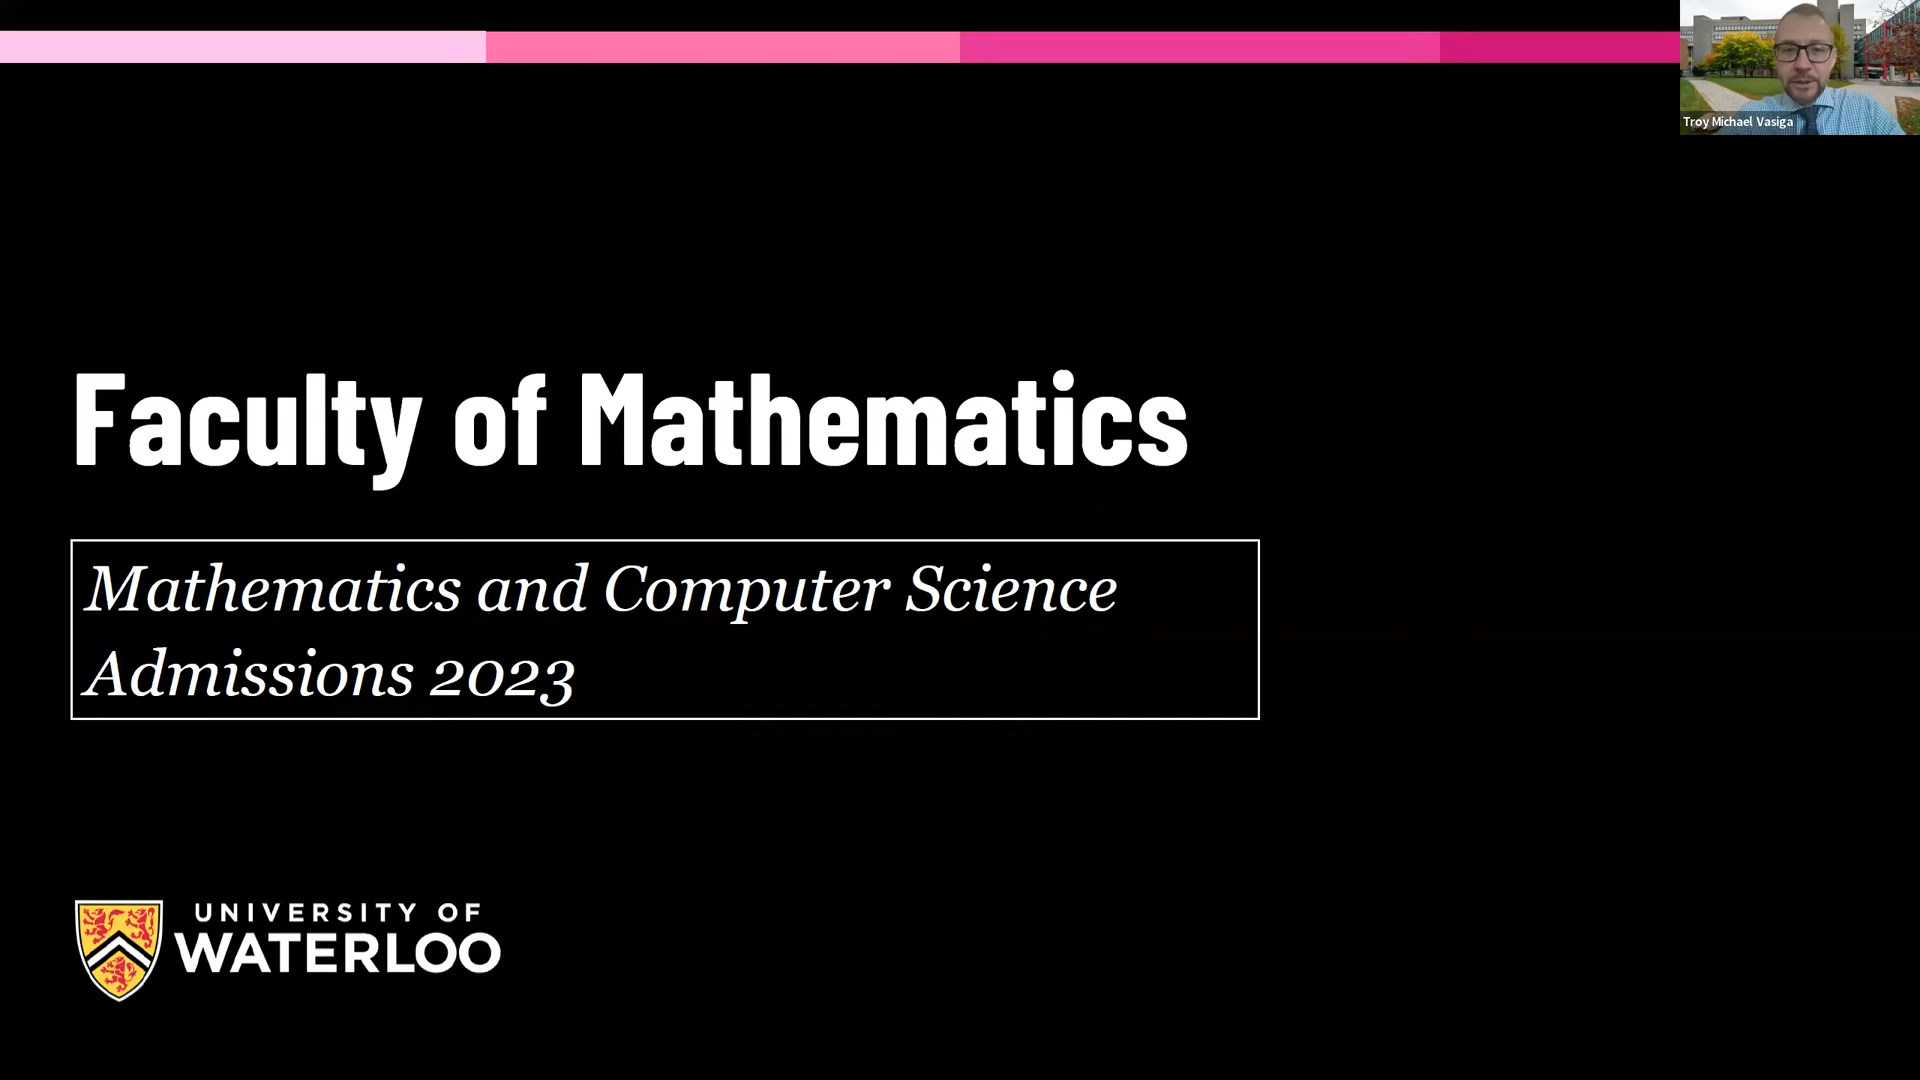 Troy Michael Vasiga
Faculty of Mathematics
Mathematics and Computer Science
Admissions 2023
UNIVERSITY OF
WATERLOO